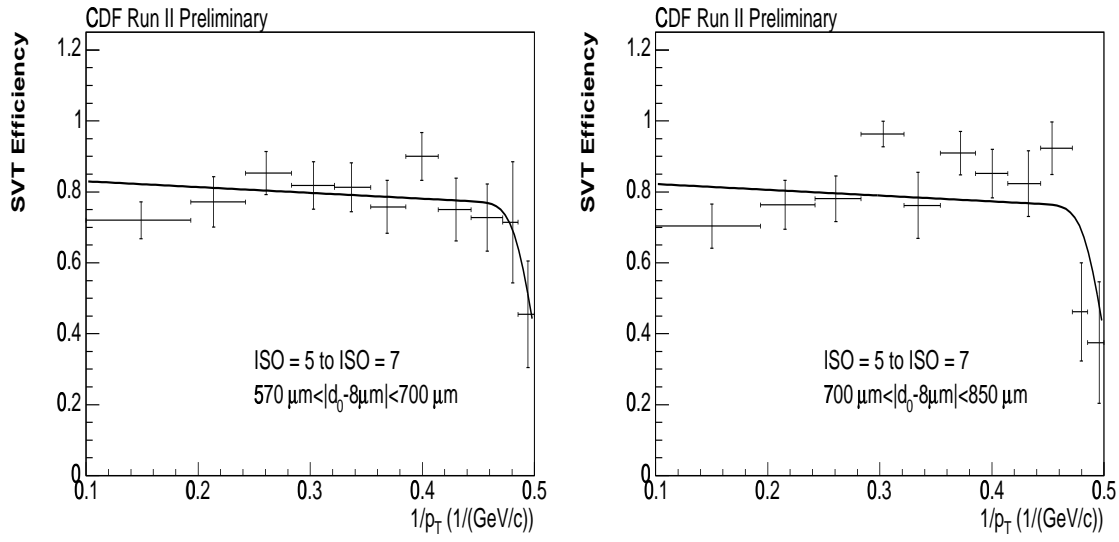 CDF Run II Preliminary
SVT Efficiency
1.2
1
0.8
0.6
0.4
0.2
0
ISO = 5 to ISO = 7
570 μm<|d0-8μm|<700 μm
0.1 0.2 0.3 0.4 0.5
1/pT (1/(GeV/c))
CDF Run II Preliminary
SVT Efficiency
1.2
1
0.8
0.6
0.4
0.2
0
ISO = 5 to ISO = 7
700 μm<|d0-8μm|<850 μm
0.1 0.2 0.3 0.4 0.5
1/pT (1/(GeV/c))